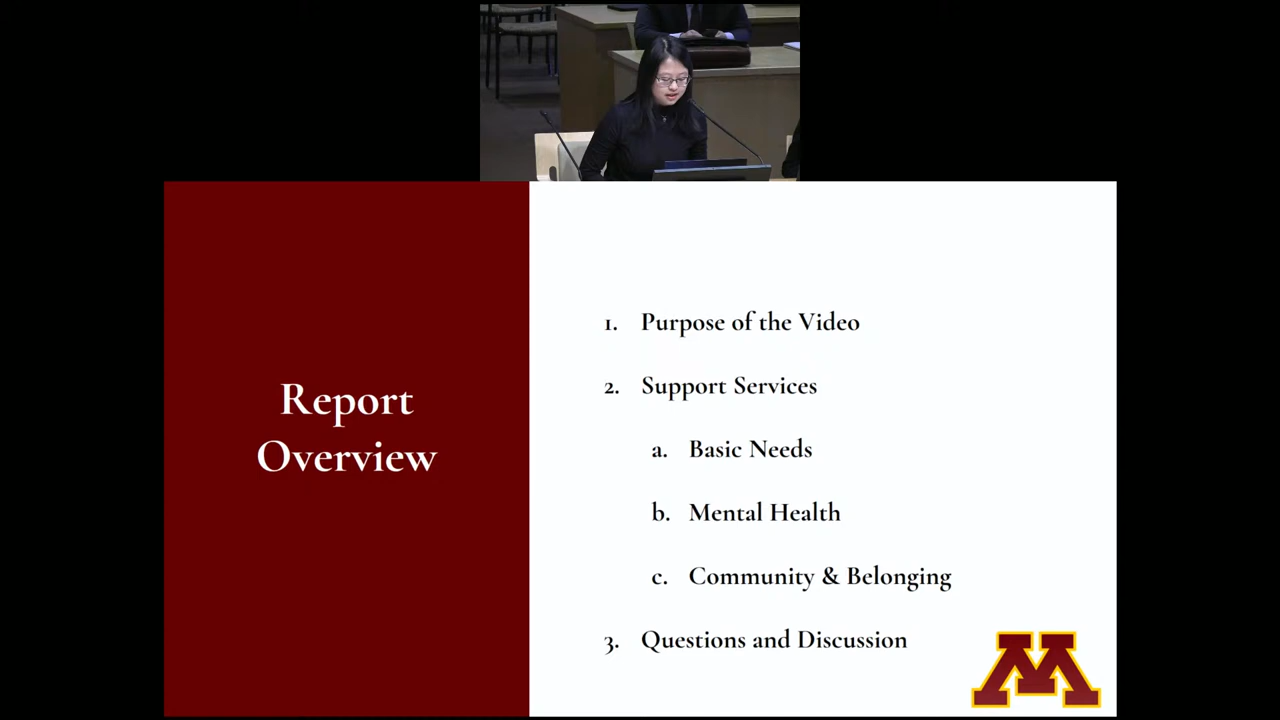 Report
Overview
1. Purpose of the Video
2. Support Services
a. Basic Needs
b. Mental Health
c. Community & Belonging
3. Questions and Discussion
M